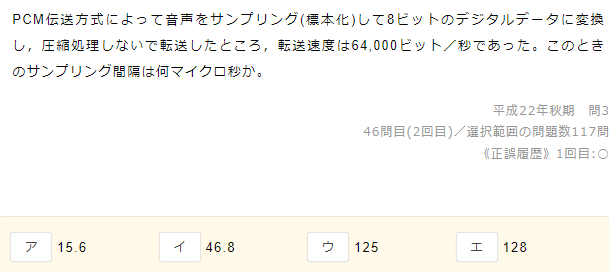 PCM伝送方式によって音声をサンプリング(標本化)して8ビットのデジタルデータに変換
し，圧縮処理しないで転送したところ，転送速度は64,000ビット／秒であった。このとき
のサンプリング間隔は何マイクロ秒か。
平成22年秋期　問3
46問目(2回目)／選択範囲の問題数117問
《正誤履歴》1回目:○
ア 15.6 イ 46.8 ウ 125 エ 128